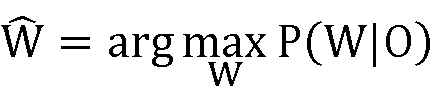 Ŵ = arg max P(W|O)
W